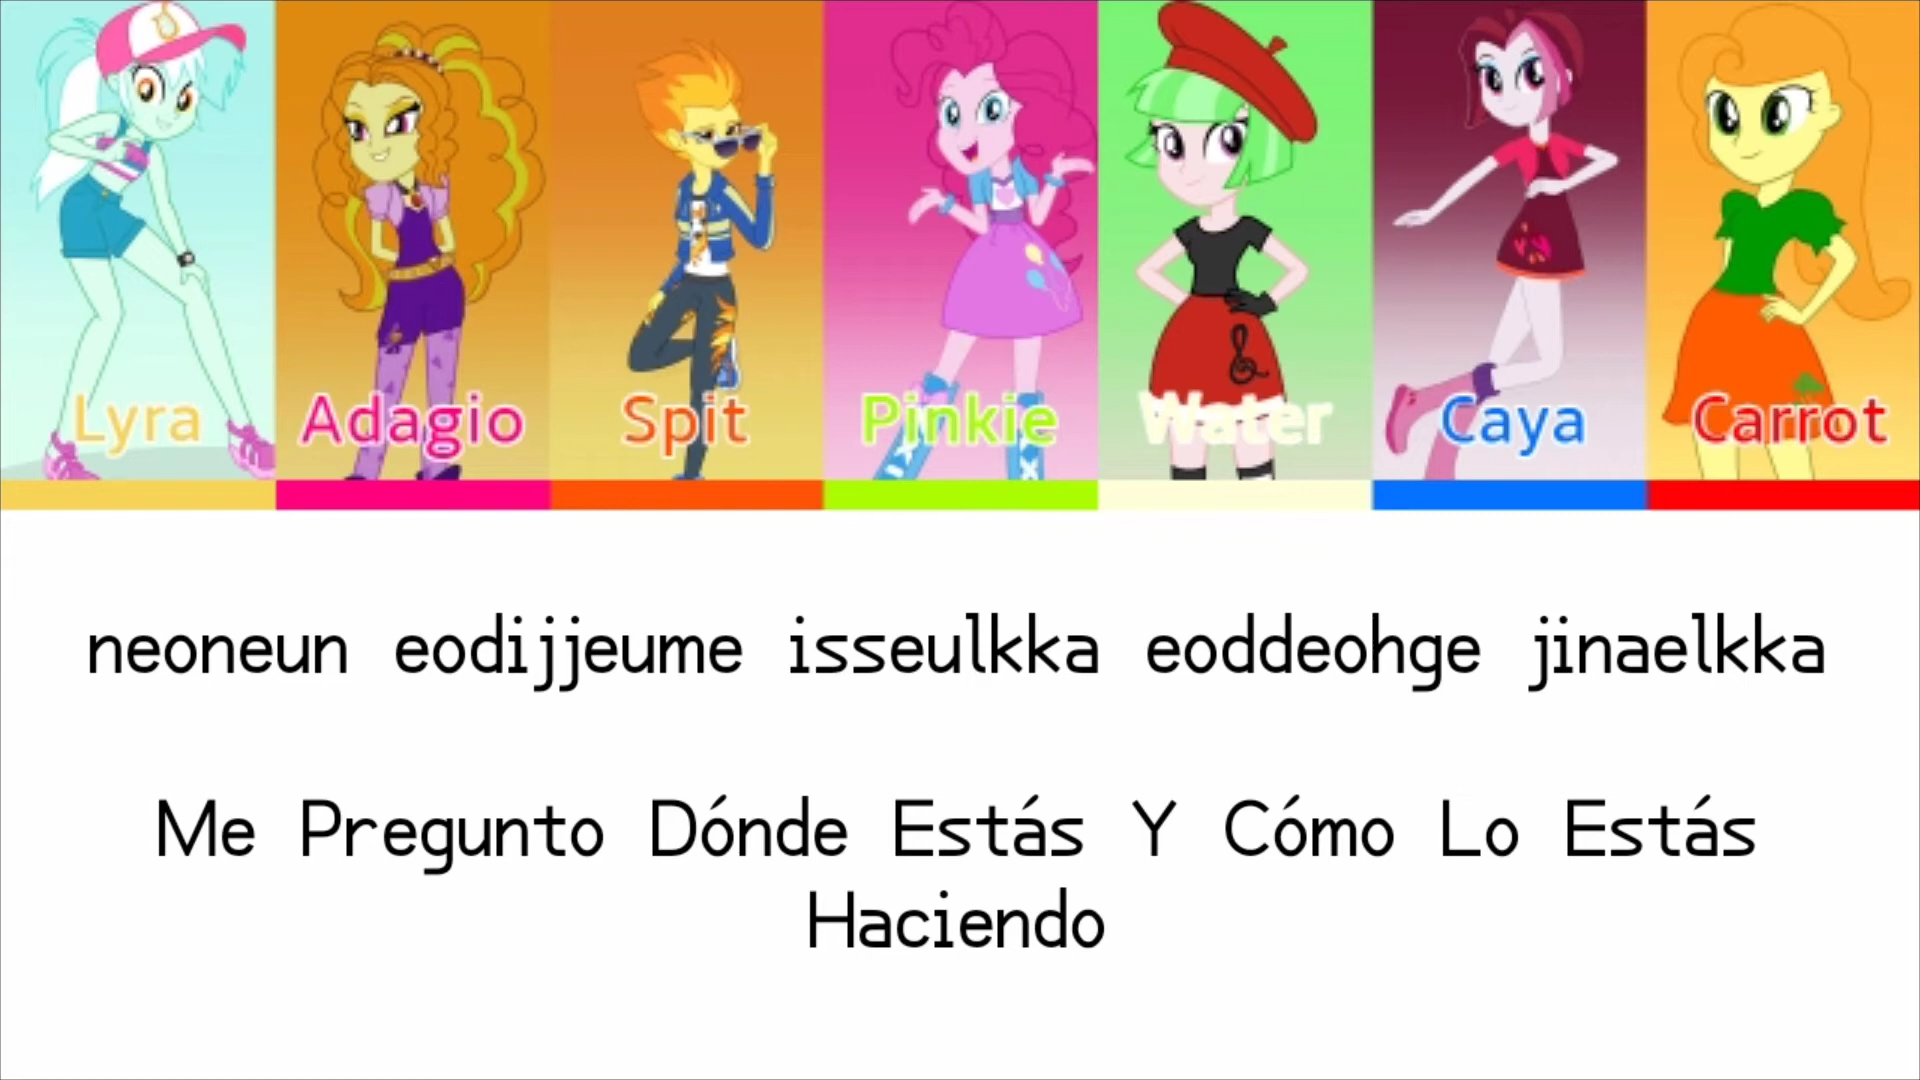 Lyra Adagio Spit Pinkie Water Caya Carrot
neoneun eodijjeume isseulkka eoddeohge jinaelkka
Me Pregunto Dónde Estás Y Cómo Lo Estás
Haciendo